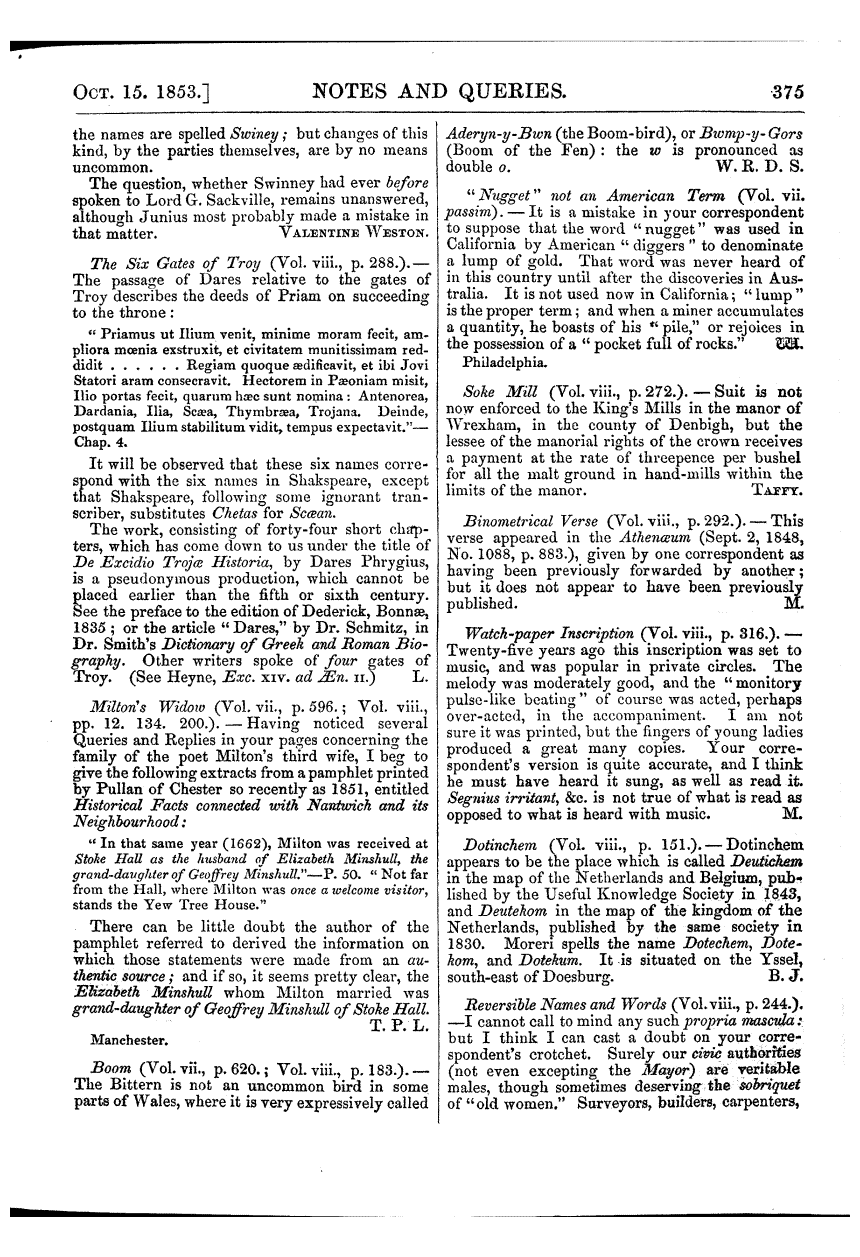 OCT. 15. 1853.] NOTES AND QUERIES. 375
the names are spelled Swiney; but changes of this
kind, by the parties themselves, are by no means
uncommon.
The question, whether Swinney had ever before
spoken to Lord G. Sackville, remains unanswered,
although Junius most probably made a mistake in
that matter. VALENTINE WESTON.
The Six Gates of Troy (Vol. viii., p. 288.).—
The passage of Dares relative to the gates of
Troy describes the deeds of Priam on succeeding
to the throne:
"Priamus ut Ilium venit, minime moram fecit, am-
pliora mœnia exstruxit, et civitatem munitissimam red-
didit . . . . . . Regiam quoque ædificavit, et ibi Jovi
Statori aram consecravit. Hectorem in Pæoniam misit,
Ilio portas fecit, quarum hæc sunt nomina: Antenorea,
Dardania, Ilia, Scæa, Thymbræa, Trojana. Deinde,
postquam Ilium stabilitum vidit, tempus expectavit."—
Chap. 4.
It will be observed that these six names corre-
spond with the six names in Shakspeare, except
that Shakspeare, following some ignorant tran-
scriber, substitutes Chetas for Scæan.
The work, consisting of forty-four short chap-
ters, which has come down to us under the title of
De Excidio Trojæ Historia, by Dares Phrygius,
is a pseudonymous production, which cannot be
placed earlier than the fifth or sixth century.
See the preface to the edition of Dederick, Bonnæ,
1835; or the article "Dares," by Dr. Schmitz, in
Dr. Smith's Dictionary of Greek and Roman Bio-
graphy. Other writers spoke of four gates of
Troy. (See Heyne, Exc. XIV. ad Æn. II.) L.
Milton's Widow (Vol. vii., p. 596.; Vol. viii.,
pp. 12. 134. 200.).—Having noticed several
Queries and Replies in your pages concerning the
family of the poet Milton's third wife, I beg to
give the following extracts from a pamphlet printed
by Pullan of Chester so recently as 1851, entitled
Historical Facts connected with Nantwich and its
Neighbourhood:
"In that same year (1662), Milton was received at
Stoke Hall as the husband of Elizabeth Minshull, the
grand-daughter of Geoffrey Minshull."—P. 50. "Not far
from the Hall, where Milton was once a welcome visitor,
stands the Yew Tree House."
There can be little doubt the author of the
pamphlet referred to derived the information on
which those statements were made from an au-
thentic source; and if so, it seems pretty clear, the
Elizabeth Minshull whom Milton married was
grand-daughter of Geoffrey Minshull of Stoke Hall.
T. P. L.
Manchester.
Boom (Vol. vii., p. 620.; Vol. viii., p. 183.).—
The Bittern is not an uncommon bird in some
parts of Wales, where it is very expressively called
Aderyn-y-Bwn (the Boom-bird), or Bwmp-y-Gors
(Boom of the Fen): the w is pronounced as
double o. W. R. D. S.
"Nugget" not an American Term (Vol. vii.
passim).—It is a mistake in your correspondent
to suppose that the word "nugget" was used in
California by American "diggers" to denominate
a lump of gold. That word was never heard of
in this country until after the discoveries in Aus-
tralia. It is not used now in California; "lump"
is the proper term; and when a miner accumulates
a quantity, he boasts of his "pile," or rejoices in
the possession of a "pocket full of rocks."
Philadelphia.
Soke Mill (Vol. viii., p. 272.).—Suit is not
now enforced to the King's Mills in the manor of
Wrexham, in the county of Denbigh, but the
lessee of the manorial rights of the crown receives
a payment at the rate of threepence per bushel
for all the malt ground in hand-mills within the
limits of the manor. TAFFY.
Binometrical Verse (Vol. viii., p. 292.).—This
verse appeared in the Athenæum (Sept. 2, 1848,
No. 1088, p. 883.), given by one correspondent as
having been previously forwarded by another;
but it does not appear to have been previously
published. M.
Watch-paper Inscription (Vol. viii., p. 316.).—
Twenty-five years ago this inscription was set to
music, and was popular in private circles. The
melody was moderately good, and the "monitory
pulse-like beating" of course was acted, perhaps
over-acted, in the accompaniment. I am not
sure it was printed, but the fingers of young ladies
produced a great many copies. Your corre-
spondent's version is quite accurate, and I think
he must have heard it sung, as well as read it.
Segnius irritant, &c. is not true of what is read as
opposed to what is heard with music. M.
Dotinchem (Vol. viii., p. 151.).—Dotinchem
appears to be the place which is called Deutichem
in the map of the Netherlands and Belgium, pub-
lished by the Useful Knowledge Society in 1843,
and Deutekom in the map of the kingdom of the
Netherlands, published by the same society in
1830. Moreri spells the name Dotechem, Dote-
kom, and Dotekum. It is situated on the Yssel,
south-east of Doesburg. B. J.
Reversible Names and Words (Vol. viii., p. 244.).
—I cannot call to mind any such propria mascula:
but I think I can cast a doubt on your corre-
spondent's crotchet. Surely our civic authorities
(not even excepting the Mayor) are veritable
males, though sometimes deserving the sobriquet
of "old women." Surveyors, builders, carpenters,